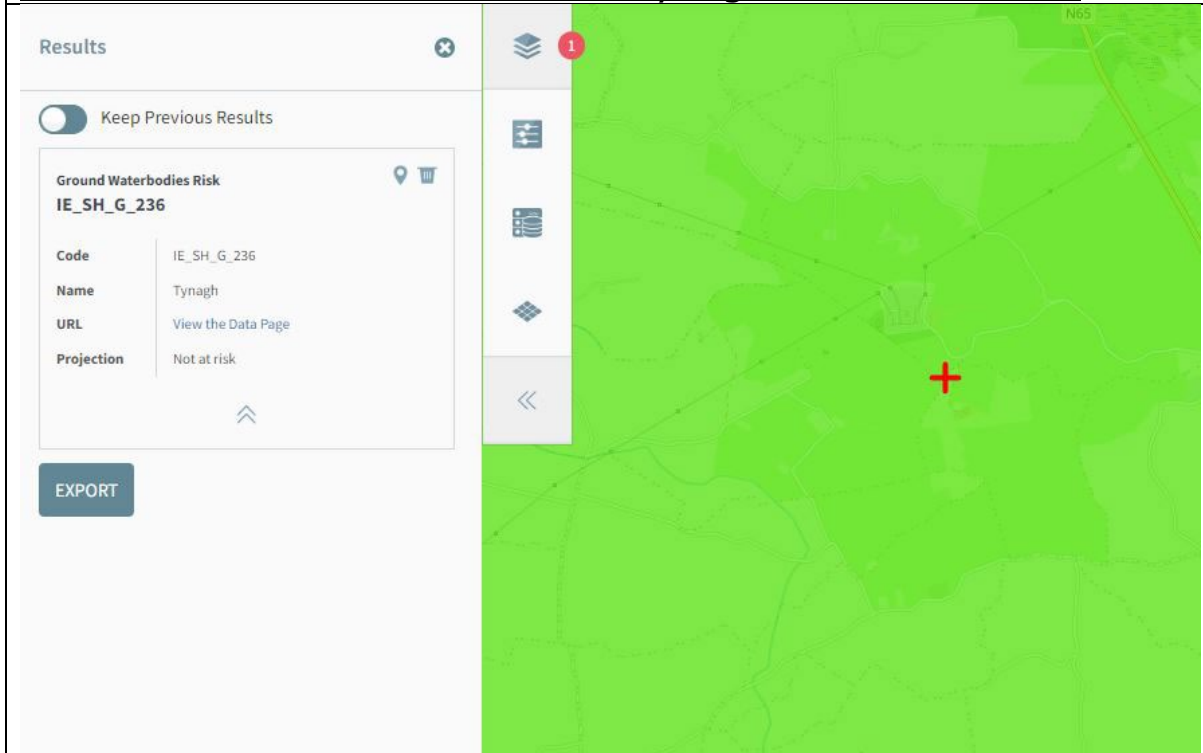 Results
1
N65
Keep Previous Results
Ground Waterbodies Risk
IE_SH_G_236
Code IE_SH_G_236
Name Tynagh
URL View the Data Page
Projection Not at risk
EXPORT